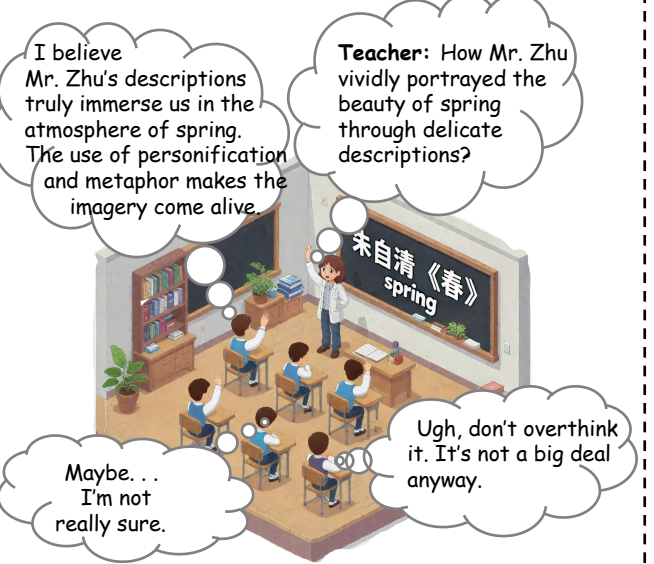 I believe
Mr. Zhu's descriptions
truly immerse us in the
atmosphere of spring.
The use of personification
and metaphor makes the
imagery come alive.
Teacher: How Mr. Zhu
vividly portrayed the
beauty of spring
through delicate
descriptions?
朱自清《春》
spring
Maybe. . .
I'm not
really sure.
Ugh, don't overthink
it. It's not a big deal
anyway.